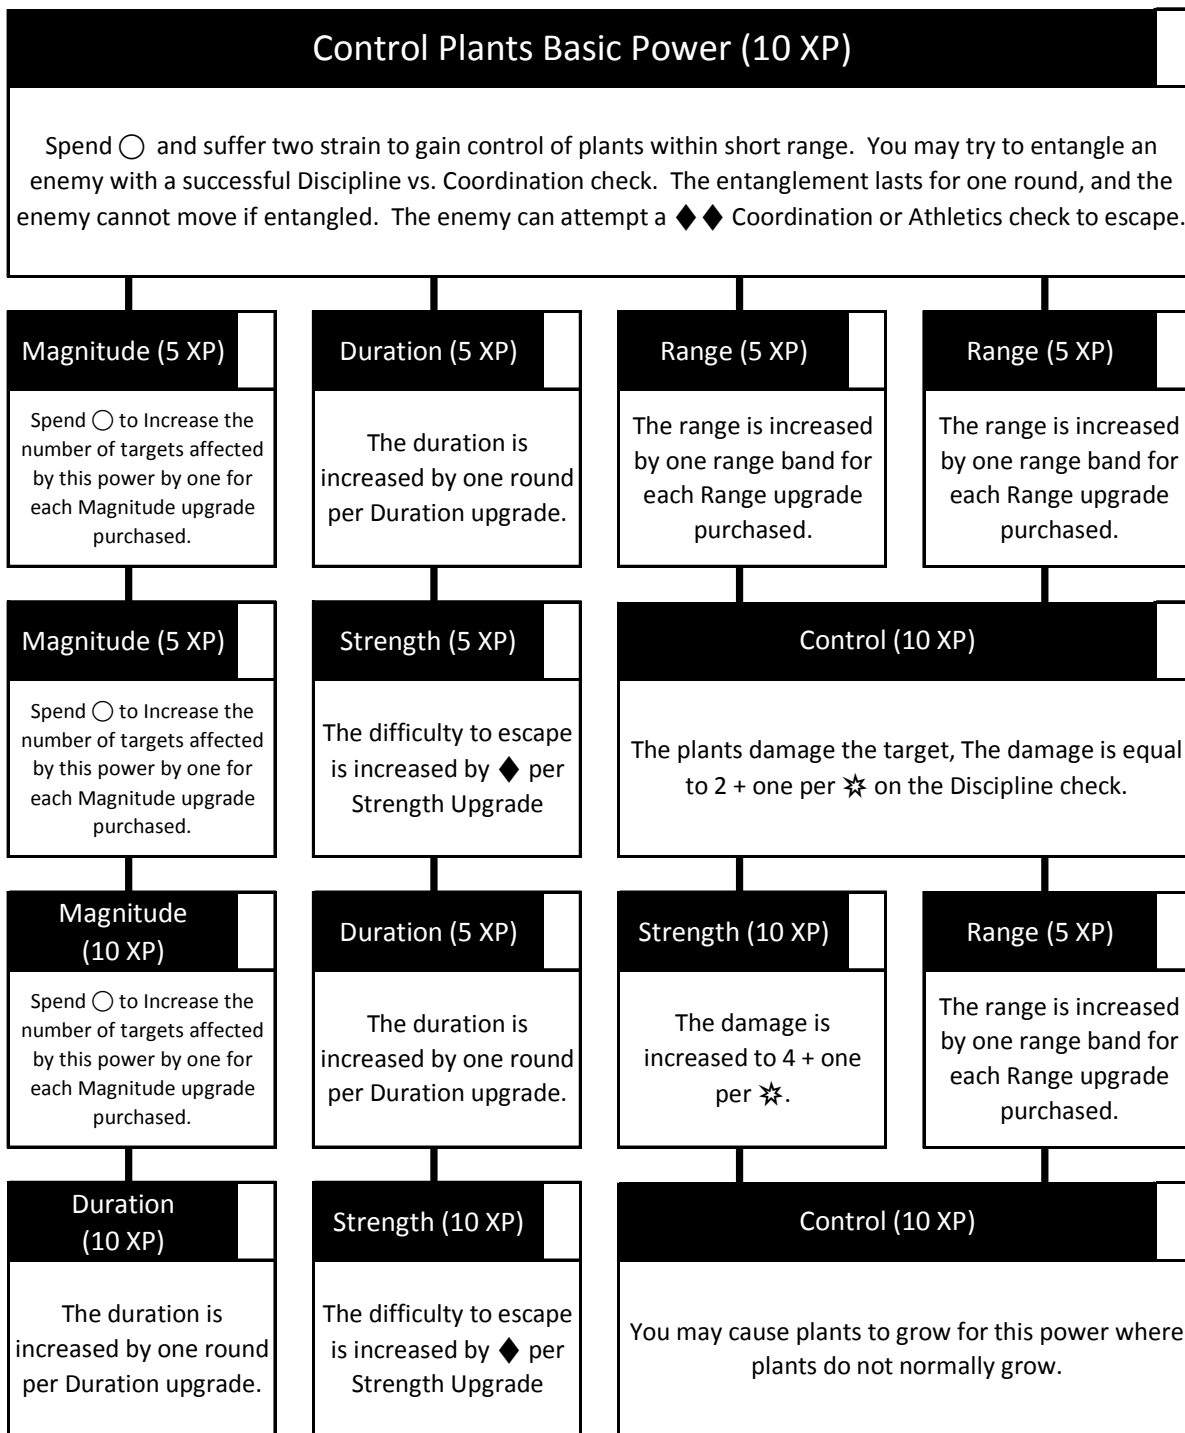 Control Plants Basic Power (10 XP)
Spend ○ and suffer two strain to gain control of plants within short range. You may try to entangle an
enemy with a successful Discipline vs. Coordination check. The entanglement lasts for one round, and the
enemy cannot move if entangled. The enemy can attempt a ♦♦ Coordination or Athletics check to escape.
Magnitude (5 XP)
Spend ○ to Increase the
number of targets affected
by this power by one for
each Magnitude upgrade
purchased.
Duration (5 XP)
The duration is
increased by one round
per Duration upgrade.
Range (5 XP)
The range is increased
by one range band for
each Range upgrade
purchased.
Range (5 XP)
The range is increased
by one range band for
each Range upgrade
purchased.
Magnitude (5 XP)
Spend ○ to Increase the
number of targets affected
by this power by one for
each Magnitude upgrade
purchased.
Strength (5 XP)
The difficulty to escape
is increased by ♦ per
Strength Upgrade
Control (10 XP)
The plants damage the target, The damage is equal
to 2 + one per ✡ on the Discipline check.
Magnitude
(10 XP)
Spend ○ to Increase the
number of targets affected
by this power by one for
each Magnitude upgrade
purchased.
Duration (5 XP)
The duration is
increased by one round
per Duration upgrade.
Strength (10 XP)
The damage is
increased to 4 + one
per ✡.
Range (5 XP)
The range is increased
by one range band for
each Range upgrade
purchased.
Duration
(10 XP)
The duration is
increased by one round
per Duration upgrade.
Strength (10 XP)
The difficulty to escape
is increased by ♦ per
Strength Upgrade
Control (10 XP)
You may cause plants to grow for this power where
plants do not normally grow.